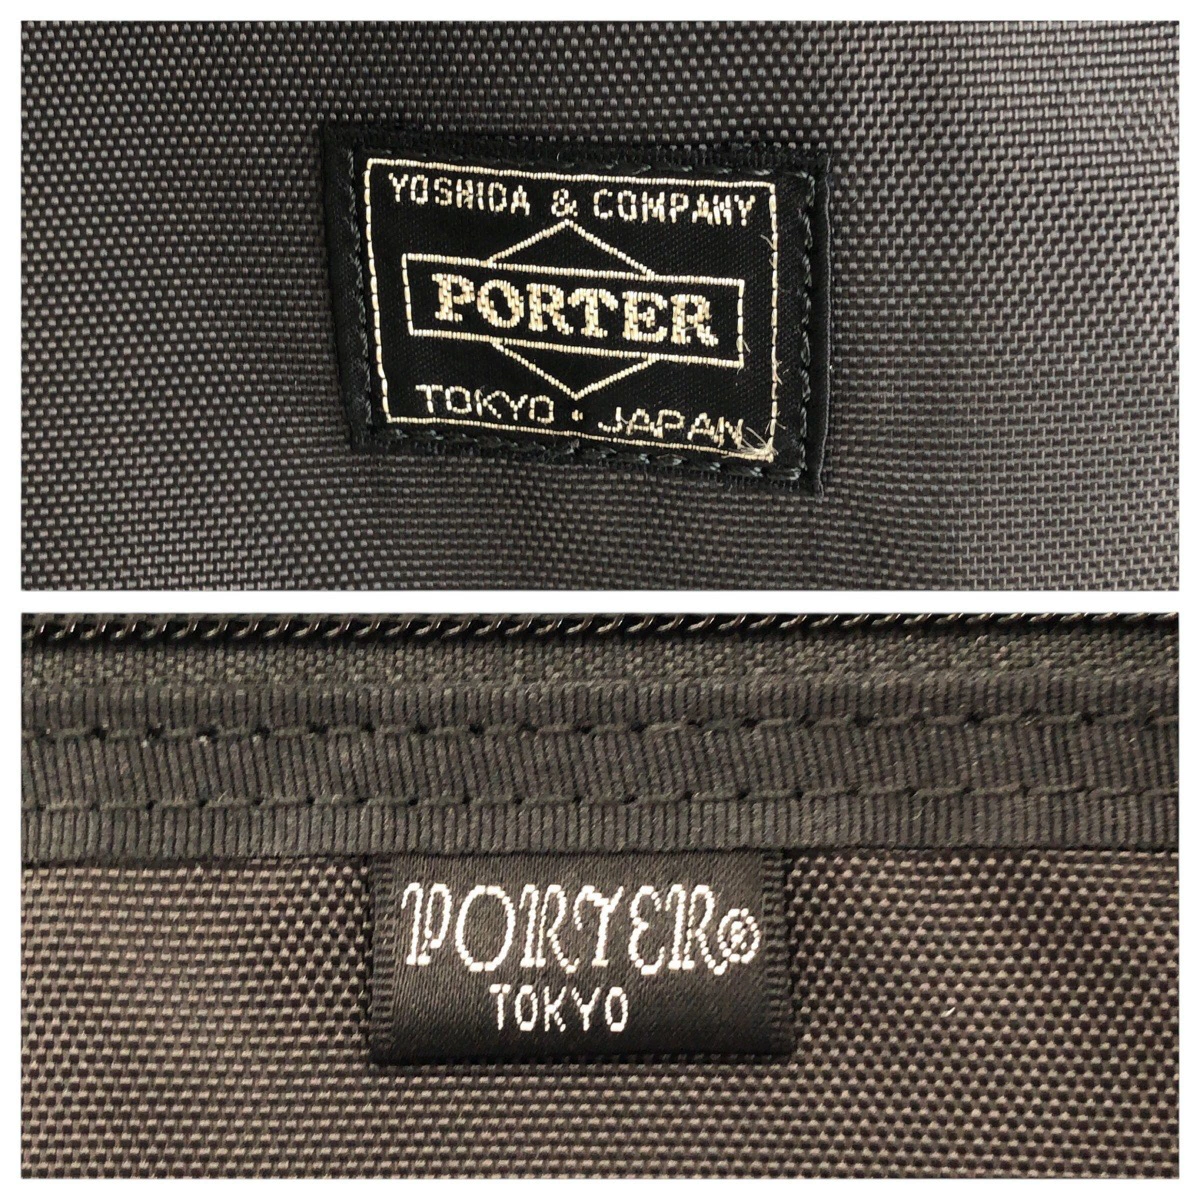 YOSHIDA & COMPANY
PORTER
TOKYO · JAPAN
PORTER®
TOKYO